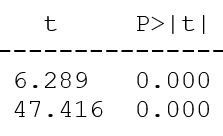 t P>|t|
----------------
6.289 0.000
47.416 0.000